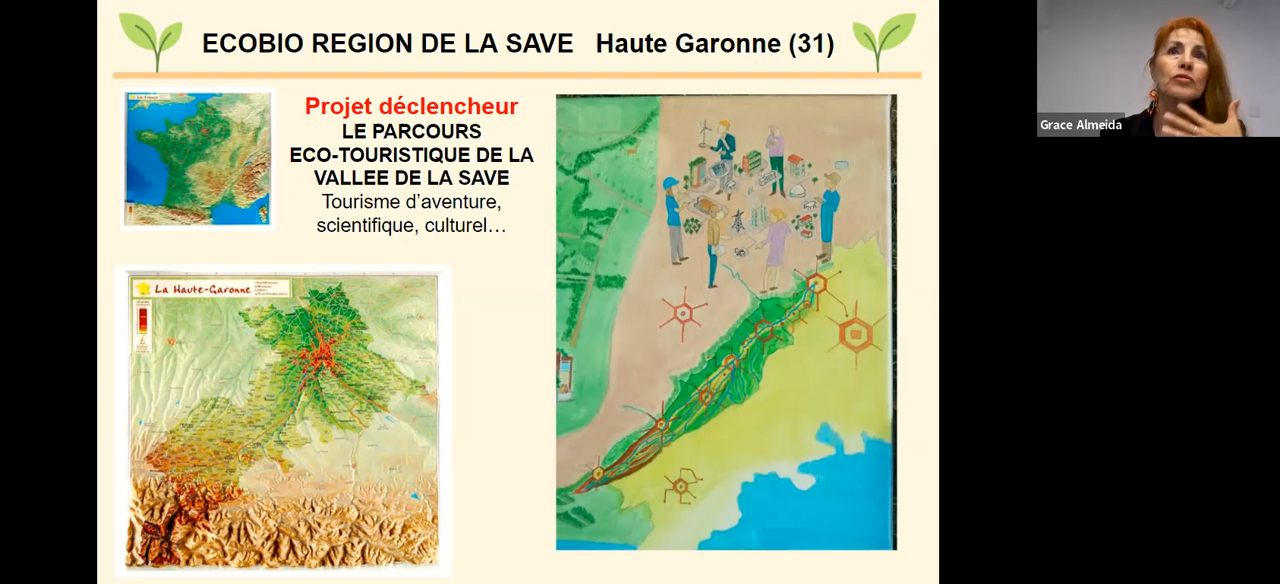 ECOBIO REGION DE LA SAVE Haute Garonne (31)
Projet déclencheur
LE PARCOURS
ECO-TOURISTIQUE DE LA
VALLEE DE LA SAVE
Tourisme d'aventure,
scientifique, culturel…
La Haute-Garonne
Grace Almeida